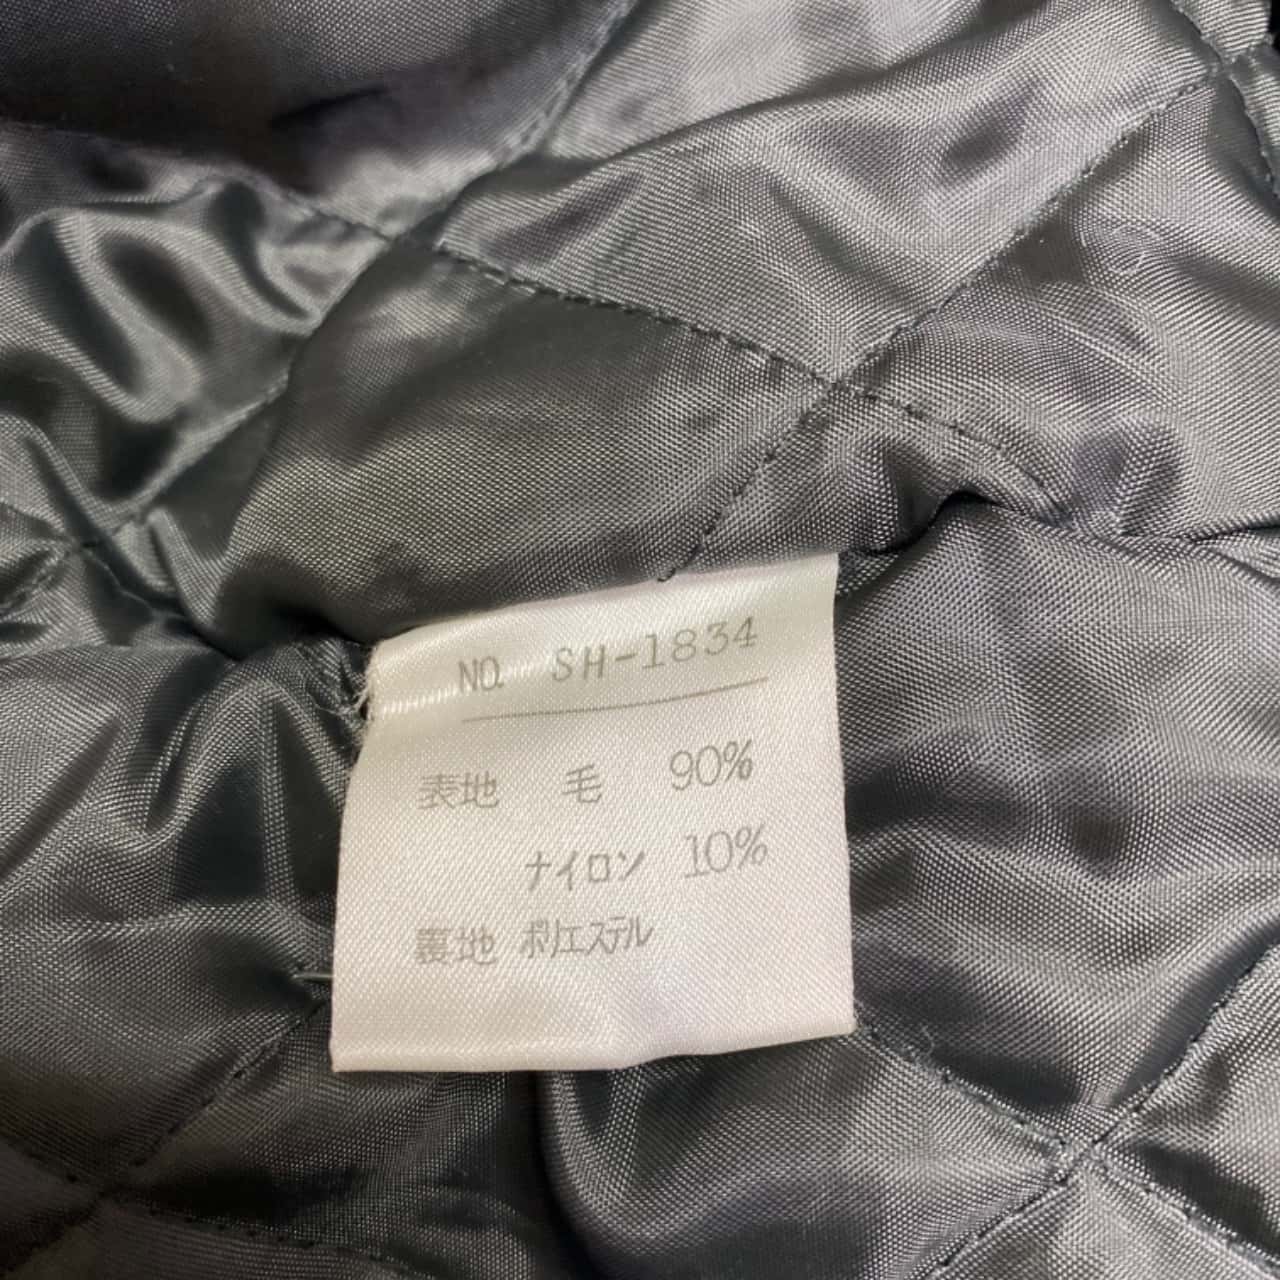 NO. SH-1834
表地 毛 90%
ナイロン 10%
裏地 ポリエステル